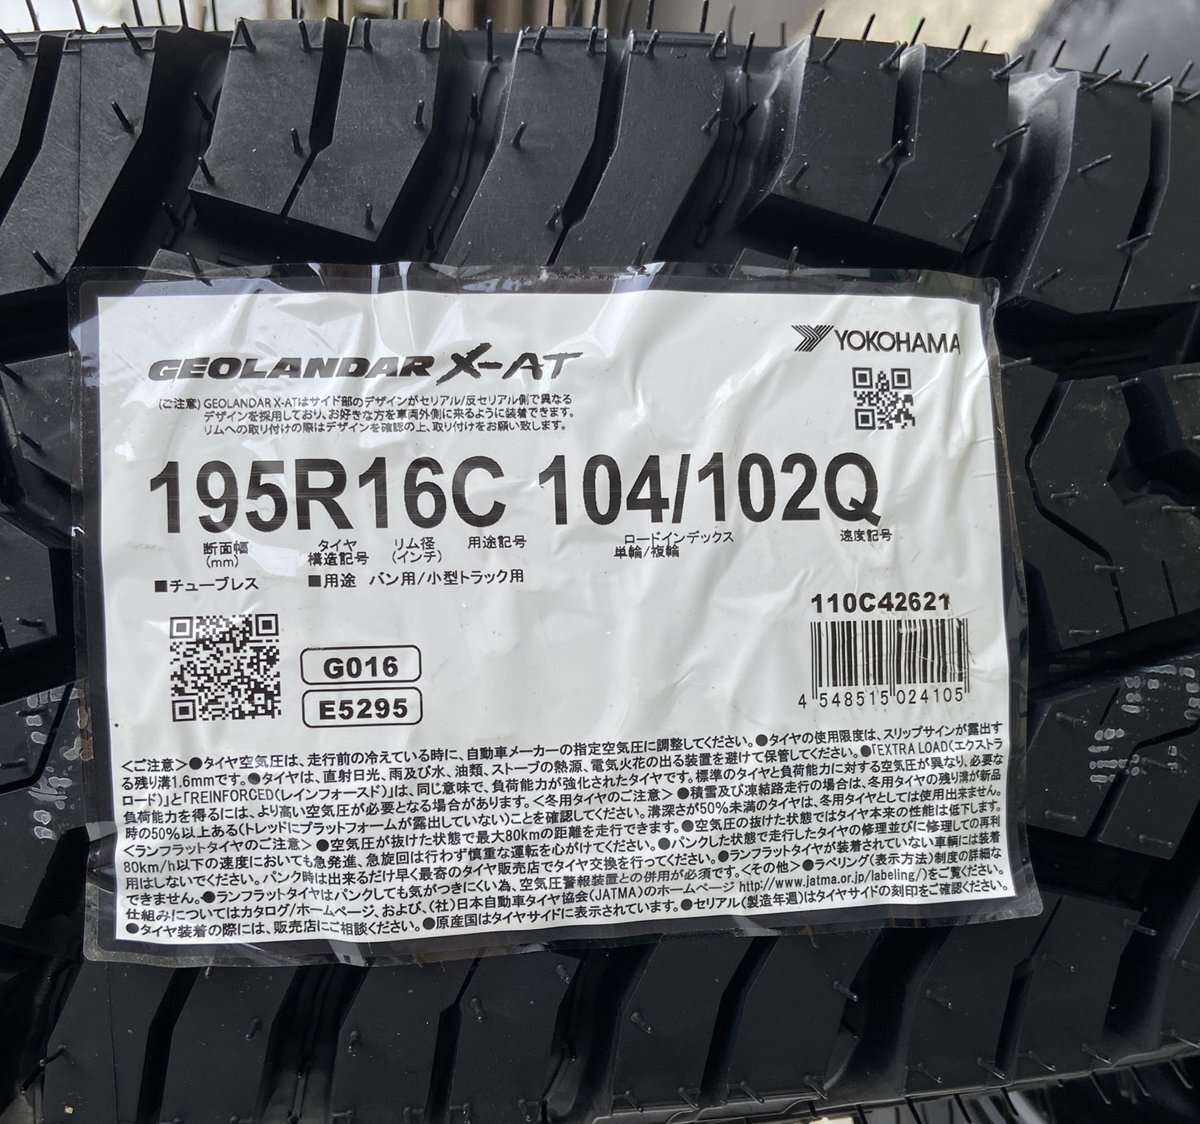 GEOLANDAR X-AT
YOKOHAMA
(ご注意) GEOLANDAR X-ATはサイド部のデザインがセリアル/反セリアル側で異なる
デザインを採用しており、お好きな方を車両外側に来るように装着できます。
リムへの取り付けの際はデザインを確認の上、取り付けをお願い致します。
195R16C 104/102Q
断面幅 (mm)
タイヤ 構造記号
リム径 (インチ)
用途記号
ロードインデックス 単輪/複輪
速度記号
■チューブレス ■用途 バン用/小型トラック用
110C42621
G016
E5295
4 548515 024105
<ご注意>●タイヤ空気圧は、走行前の冷えている時に、自動車メーカーの指定空気圧に調整してください。●タイヤの使用限度は、スリップサインが露出す
る残り溝1.6mmです。●タイヤは、直射日光、雨及び水、油類、ストーブの熱源、電気火花の出る装置を避けて保管してください。●「EXTRA LOAD(エクストラ
ロード)」と「REINFORCED(レインフォースド)」は、同じ意味で、負荷能力が強化されたタイヤです。標準のタイヤと負荷能力に対する空気圧が異なり、必要な
負荷能力を得るには、より高い空気圧が必要となる場合があります。<冬用タイヤのご注意>●積雪及び凍結路走行の場合は、冬用タイヤの残り溝が新品
時の50%以上ある(トレッドにプラットフォームが露出していない)ことを確認してください。溝深さが50%未満のタイヤは、冬用タイヤとしては使用出来ません。
<ランフラットタイヤのご注意>●空気圧が抜けた状態で最大80kmの距離を走行できます。●空気圧の抜けた状態ではタイヤ本来の性能は低下します。
80km/h以下の速度においても急発進、急旋回は行わず慎重な運転を心がけてください。●パンクした状態で走行したタイヤの修理並びに修理しての再利
用はしないでください。パンク時は出来るだけ早く最寄のタイヤ販売店でタイヤ交換を行ってください。●ランフラットタイヤが装着されていない車輌には装着
できません。●ランフラットタイヤはパンクしても気がつきにくい為、空気圧警報装置との併用が必須です。<その他>●ラベリング(表示方法)制度の詳細な
仕組みについてはカタログ/ホームページ、および、(社)日本自動車タイヤ協会(JATMA)のホームページ http://www.jatma.or.jp/labeling/)をご覧ください。
●タイヤ装着の際には、販売店にご相談ください。●原産国はタイヤサイドに表示されています。●セリアル(製造年週)はタイヤサイドの刻印をご確認ください。